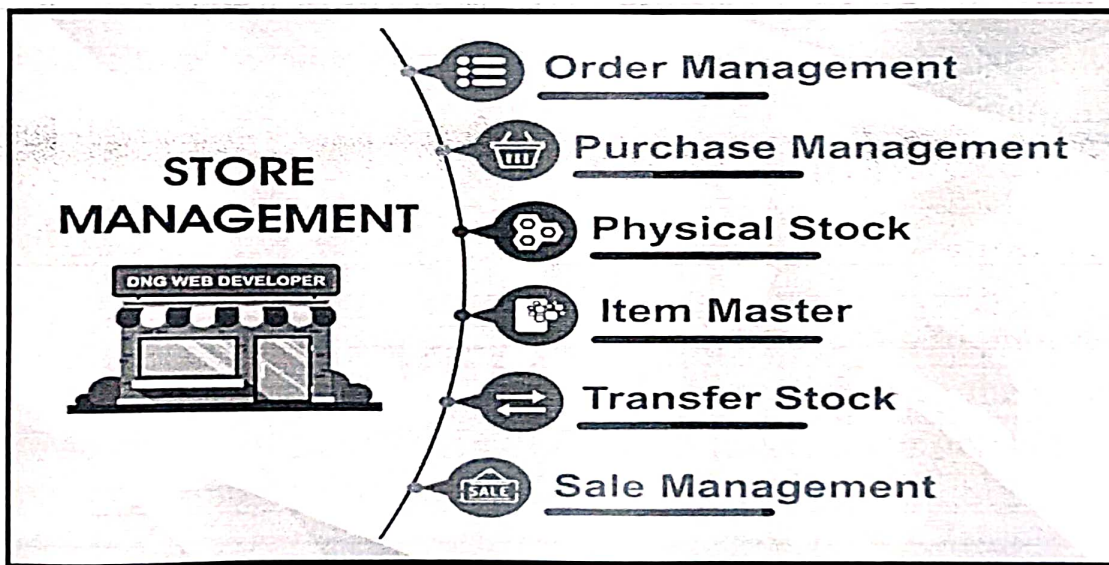 STORE
MANAGEMENT
DNG WEB DEVELOPER
Order Management
Purchase Management
Physical Stock
Item Master
Transfer Stock
SALE
Sale Management